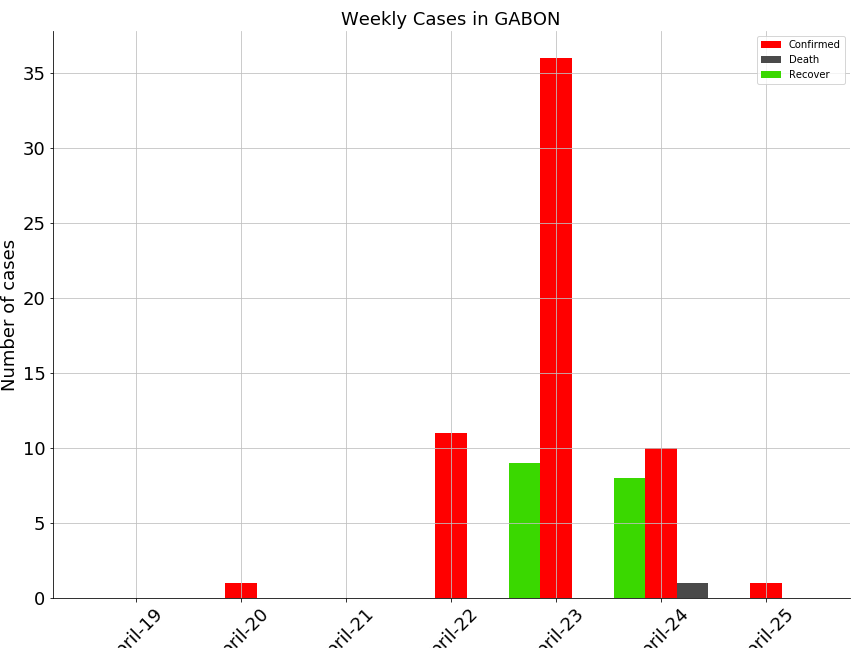 Weekly Cases in GABON
Confirmed
Death
Recover
Number of cases
35
30
25
20
15
10
5
0
pril-19
pril-20
pril-21
pril-22
pril-23
pril-24
pril-25